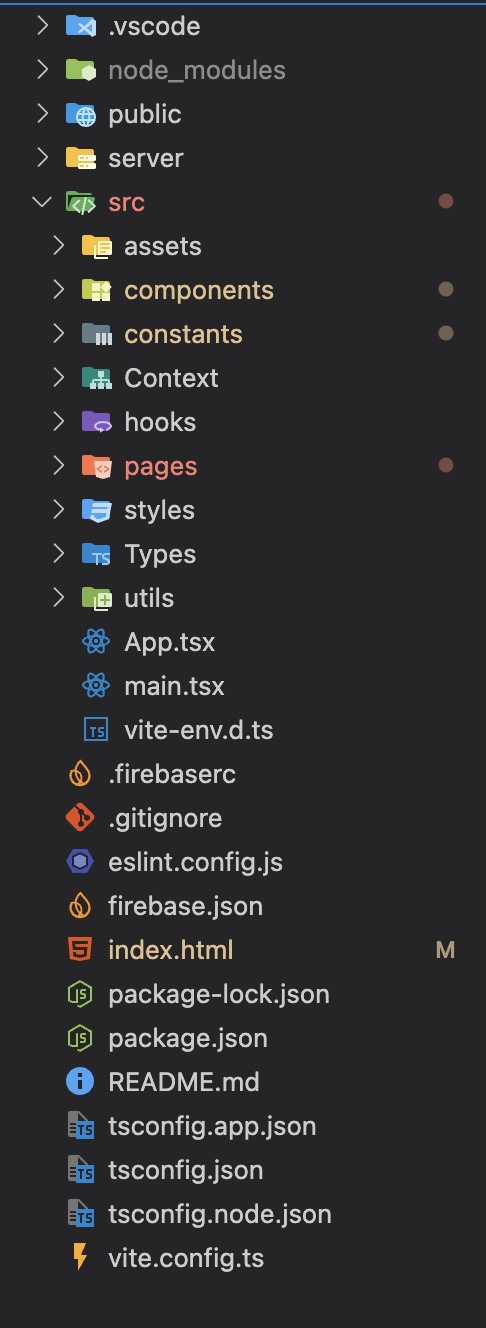 .vscode
node_modules
public
server
src
assets
components
constants
Context
hooks
pages
styles
Types
utils
App.tsx
main.tsx
vite-env.d.ts
.firebaserc
.gitignore
eslint.config.js
firebase.json
index.html M
package-lock.json
package.json
README.md
tsconfig.app.json
tsconfig.json
tsconfig.node.json
vite.config.ts